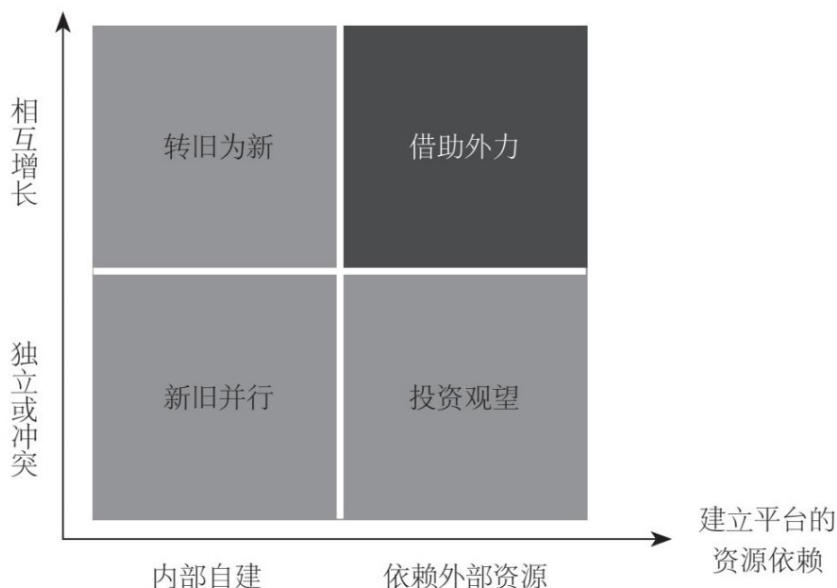 相互增长
转旧为新
借助外力
独立或冲突
新旧并行
投资观望
内部自建
依赖外部资源
建立平台的
资源依赖